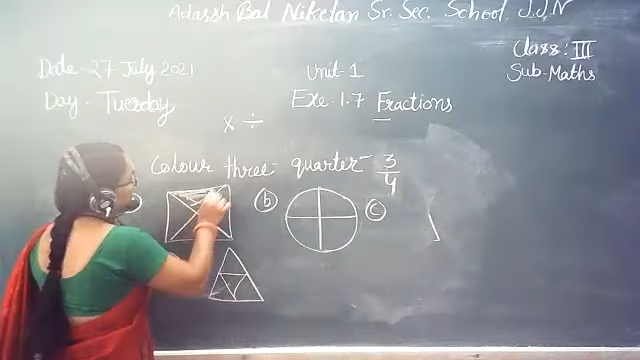 Adarsh Bal Niketan Sr. Sec. School, JJN
Class: III
Date - 27 July 2021
Unit-1
Sub-Maths
Day - Tuesday
Exe-1.7 Fractions
× ÷
Colour three-quarter - 3/4
(b)
(c)